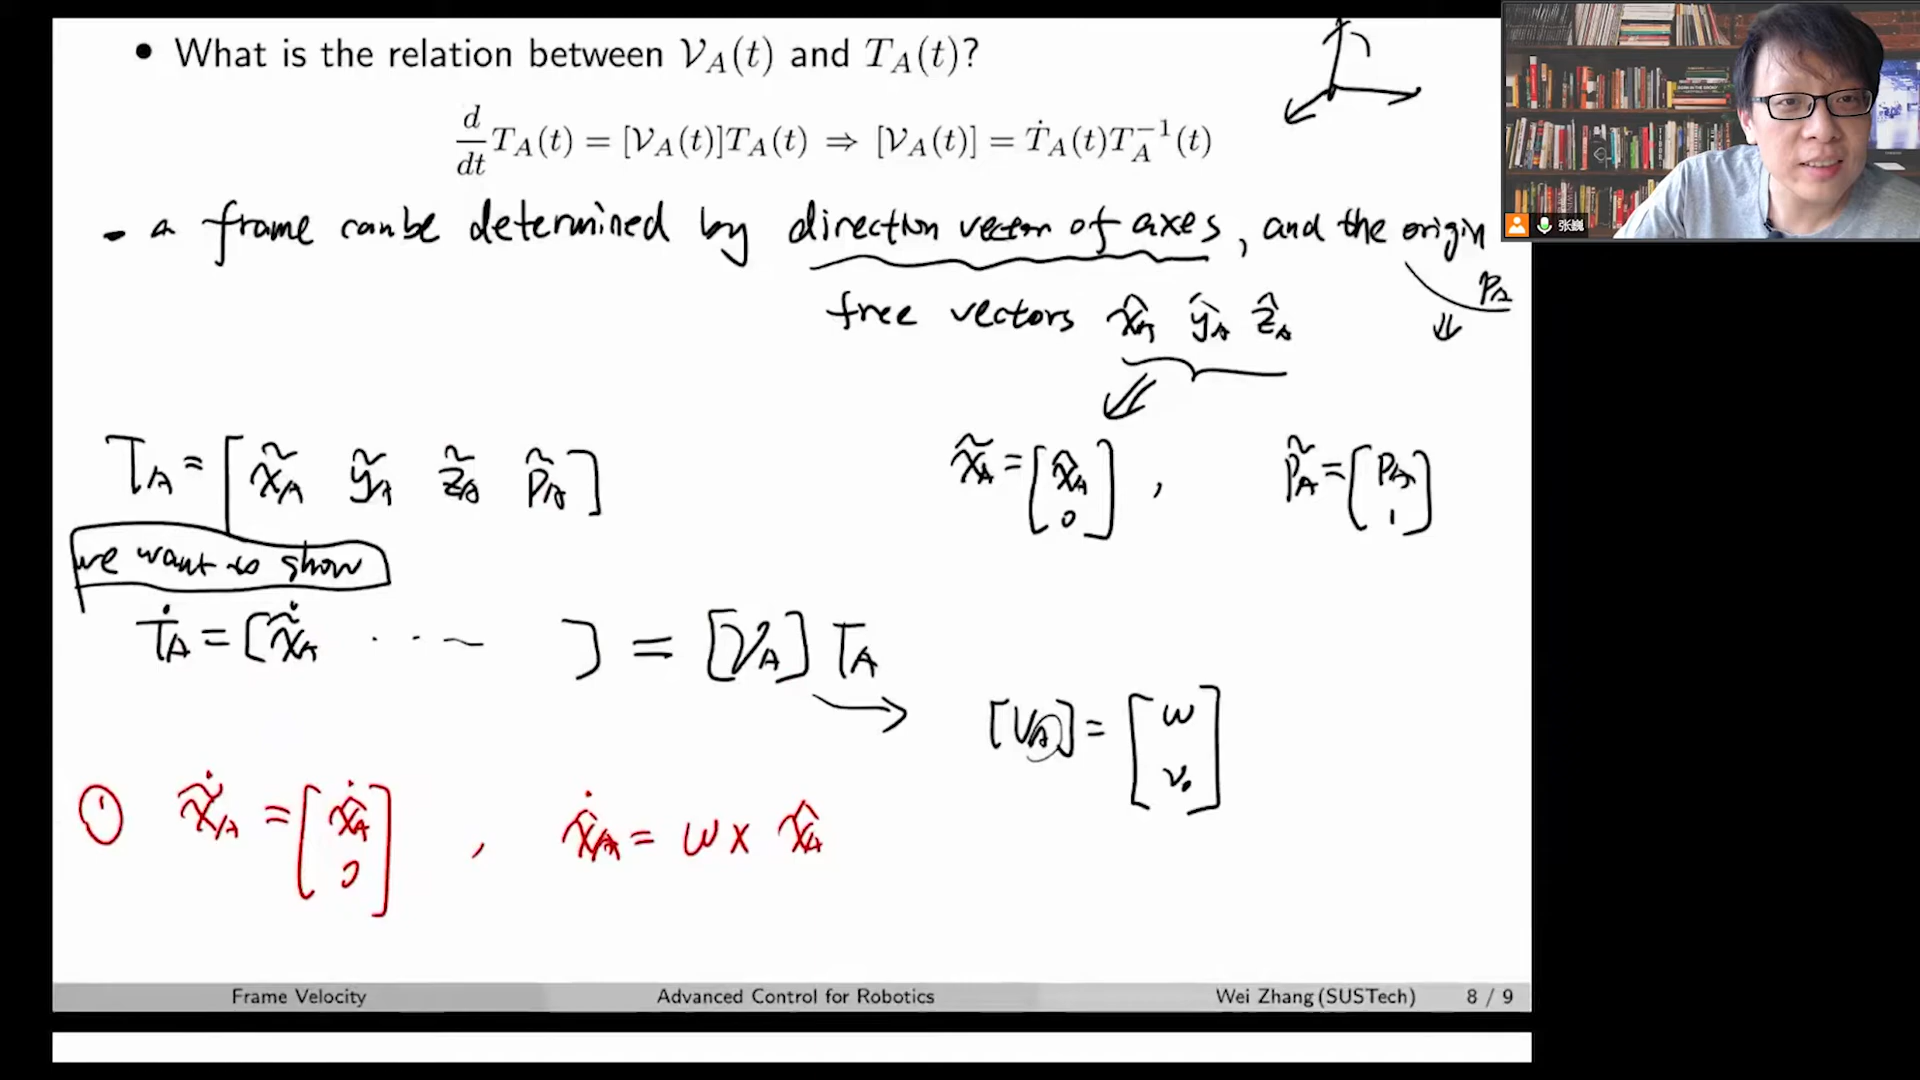 • What is the relation between 𝒱_A(t) and T_A(t)?
d/dt T_A(t) = [𝒱_A(t)]T_A(t) ⇒ [𝒱_A(t)] = Ṫ_A(t)T_A^{-1}(t)
- a frame can be determined by direction vector of axes, and the origin
p_A
free vectors x̂_A ŷ_A ẑ_A
T_A = [x̃_A ỹ_A z̃_A p̃_A]
x̃_A = [x̂_A 0], p̃_A = [p_A 1]
we want to show
Ṫ_A = [x̃̇_A ⋯ ] = [𝒱_A] T_A
[V_A] = [ω v_o]
① x̃̇_A = [x̂̇_A 0], x̂̇_A = ω × x̂_A
张巍
Frame Velocity Advanced Control for Robotics Wei Zhang (SUSTech) 8 / 9